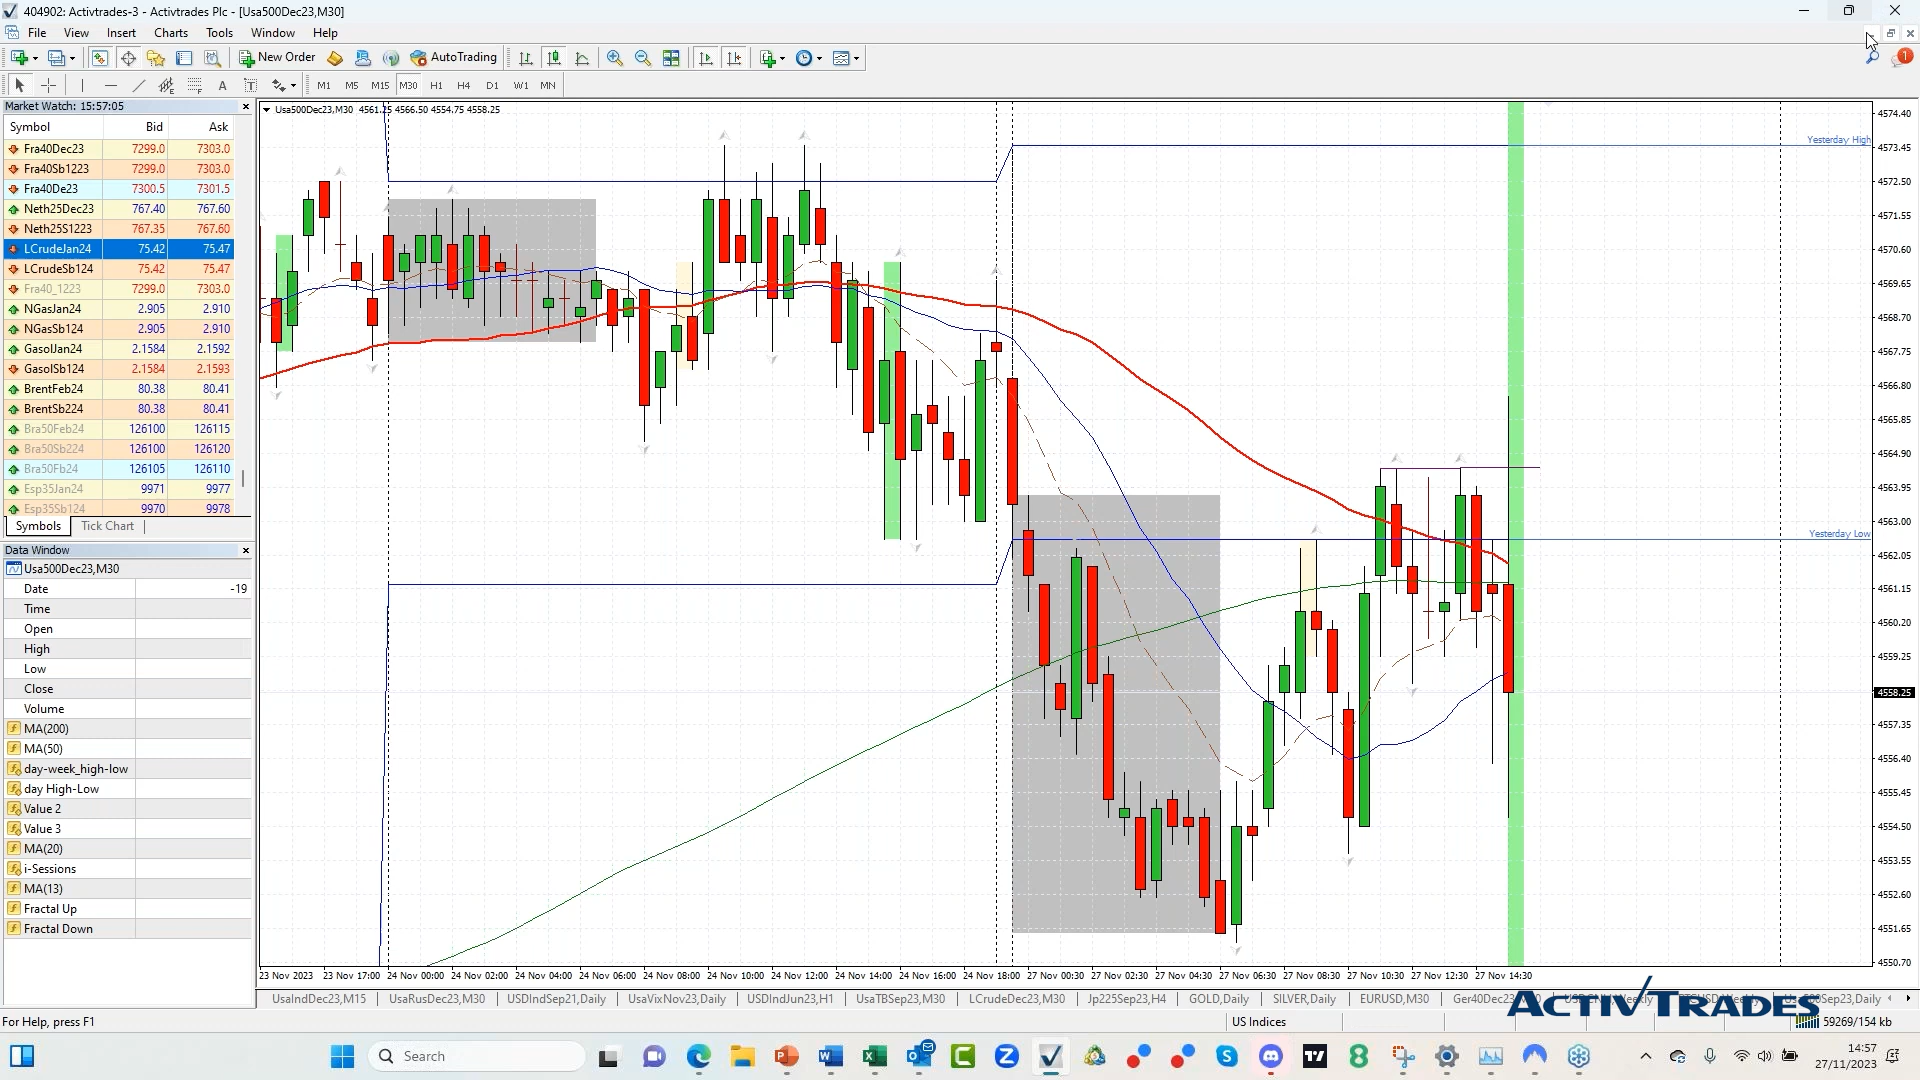 404902: Activtrades-3 - Activtrades Plc - [Usa500Dec23,M30]
File View Insert Charts Tools Window Help
New Order AutoTrading 1
A T M1 M5 M15 M30 H1 H4 D1 W1 MN
Market Watch: 15:57:05
Symbol Bid Ask
Fra40Dec23 7299.0 7303.0
Fra40Sb1223 7299.0 7303.0
Fra40De23 7300.5 7301.5
Neth25Dec23 767.40 767.60
Neth25S1223 767.35 767.60
LCrudeJan24 75.42 75.47
LCrudeSb124 75.42 75.47
Fra40_1223 7299.0 7303.0
NGasJan24 2.905 2.910
NGasSb124 2.905 2.910
GasolJan24 2.1584 2.1592
GasolSb124 2.1584 2.1593
BrentFeb24 80.38 80.41
BrentSb224 80.38 80.41
Bra50Feb24 126100 126115
Bra50Sb224 126100 126120
Bra50Fb24 126105 126110
Esp35Jan24 9971 9977
Esp35Sb124 9970 9978
Symbols Tick Chart
Data Window
Usa500Dec23,M30
Date -19
Time
Open
High
Low
Close
Volume
MA(200)
MA(50)
day-week_high-low
day High-Low
Value 2
Value 3
MA(20)
i-Sessions
MA(13)
Fractal Up
Fractal Down
Usa500Dec23,M30 4561.25 4566.50 4554.75 4558.25
Yesterday High
Yesterday Low
4574.40
4573.45
4572.50
4571.55
4570.60
4569.65
4568.70
4567.75
4566.80
4565.85
4564.90
4563.95
4563.00
4562.05
4561.15
4560.20
4559.25
4558.25
4557.35
4556.40
4555.45
4554.50
4553.55
4552.60
4551.65
4550.70
23 Nov 2023 23 Nov 17:00 24 Nov 00:00 24 Nov 02:00 24 Nov 04:00 24 Nov 06:00 24 Nov 08:00 24 Nov 10:00 24 Nov 12:00 24 Nov 14:00 24 Nov 16:00 24 Nov 18:00 27 Nov 00:30 27 Nov 02:30 27 Nov 04:30 27 Nov 06:30 27 Nov 08:30 27 Nov 10:30 27 Nov 12:30 27 Nov 14:30
UsaIndDec23,M15 UsaRusDec23,M30 USDIndSep21,Daily UsaVixNov23,Daily USDIndJun23,H1 UsaTBSep23,M30 LCrudeDec23,M30 Jp225Sep23,H4 GOLD,Daily SILVER,Daily EURUSD,M30
ACTIVTRADES
For Help, press F1 US Indices 59269/154 kb
Search
14:57
27/11/2023